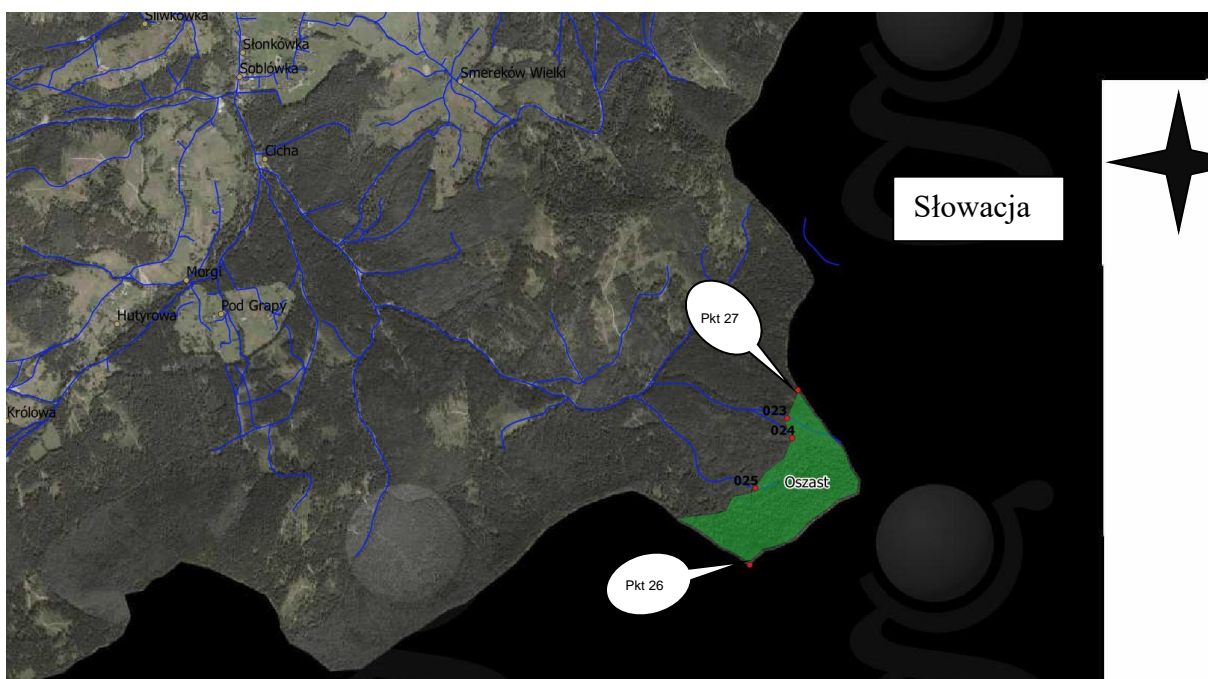 Śliwkówka
Słonkówka
Soblówka
Smereków Wielki
Cicha
Słowacja
Morgi
Pod Grapy
Hutyrowa
Pkt 27
Królowa
023
024
025
Oszast
Pkt 26